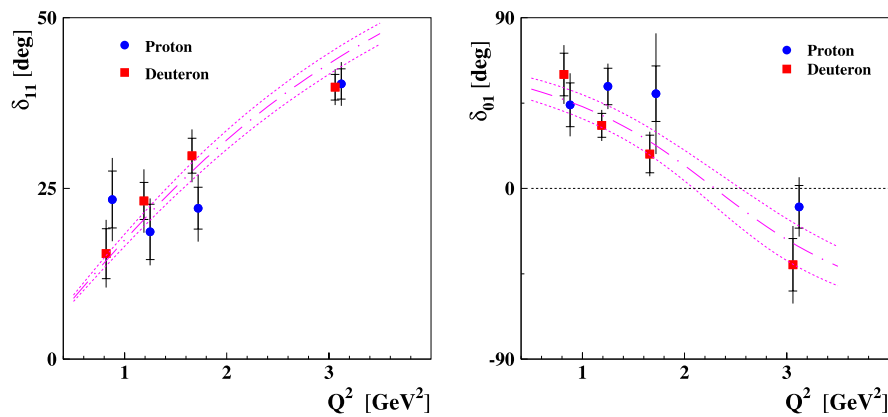 δ₁₁ [deg]
50
25
0
Proton
Deuteron
1
2
3
Q² [GeV²]
δ₀₁ [deg]
90
0
-90
Proton
Deuteron
1
2
3
Q² [GeV²]